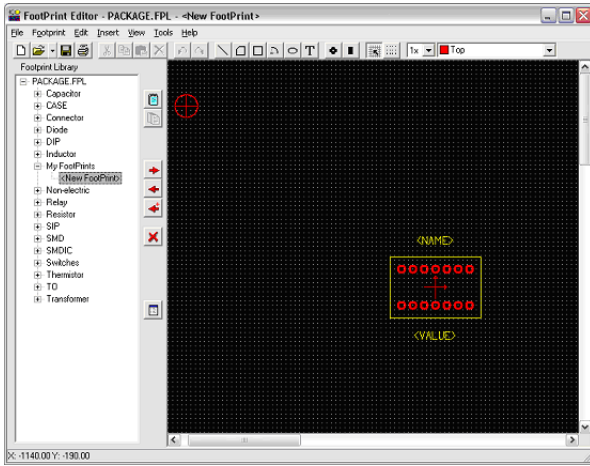 FootPrint Editor - PACKAGE.FPL - <New FootPrint>
File Footprint Edit Insert View Tools Help
1x Top
Footprint Library
PACKAGE.FPL
Capacitor
CASE
Connector
Diode
DIP
Inductor
My FootPrints
<New FootPrint>
Non-electric
Relay
Resistor
SIP
SMD
SMDIC
Switches
Thermistor
TO
Transformer
<NAME>
<VALUE>
X: -1140.00 Y: -190.00